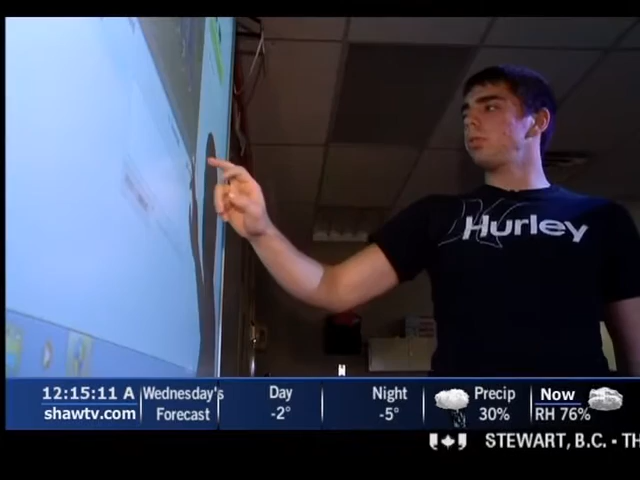 Hurley
12:15:11 A
shawtv.com
Wednesday's
Forecast
Day
-2°
Night
-5°
Precip
30%
Now
RH 76%
STEWART, B.C. • TH